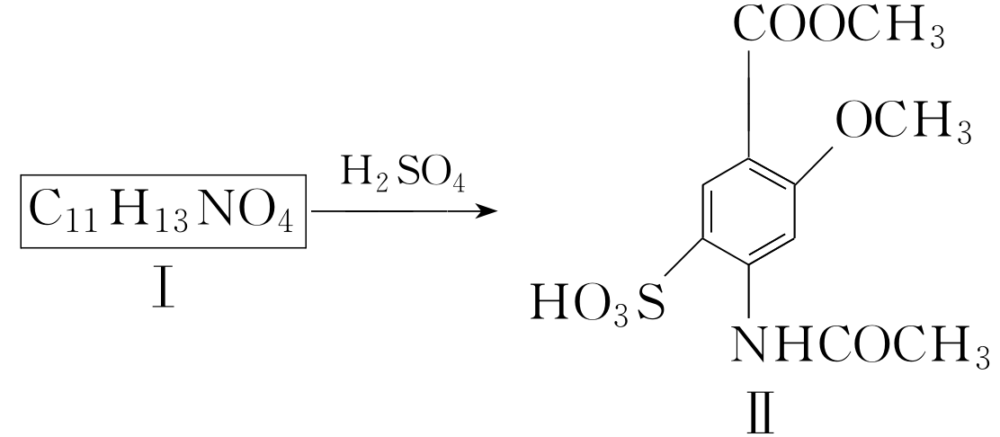 COOCH₃
OCH₃
H₂SO₄
C₁₁H₁₃NO₄
Ⅰ
HO₃S
NHCOCH₃
Ⅱ